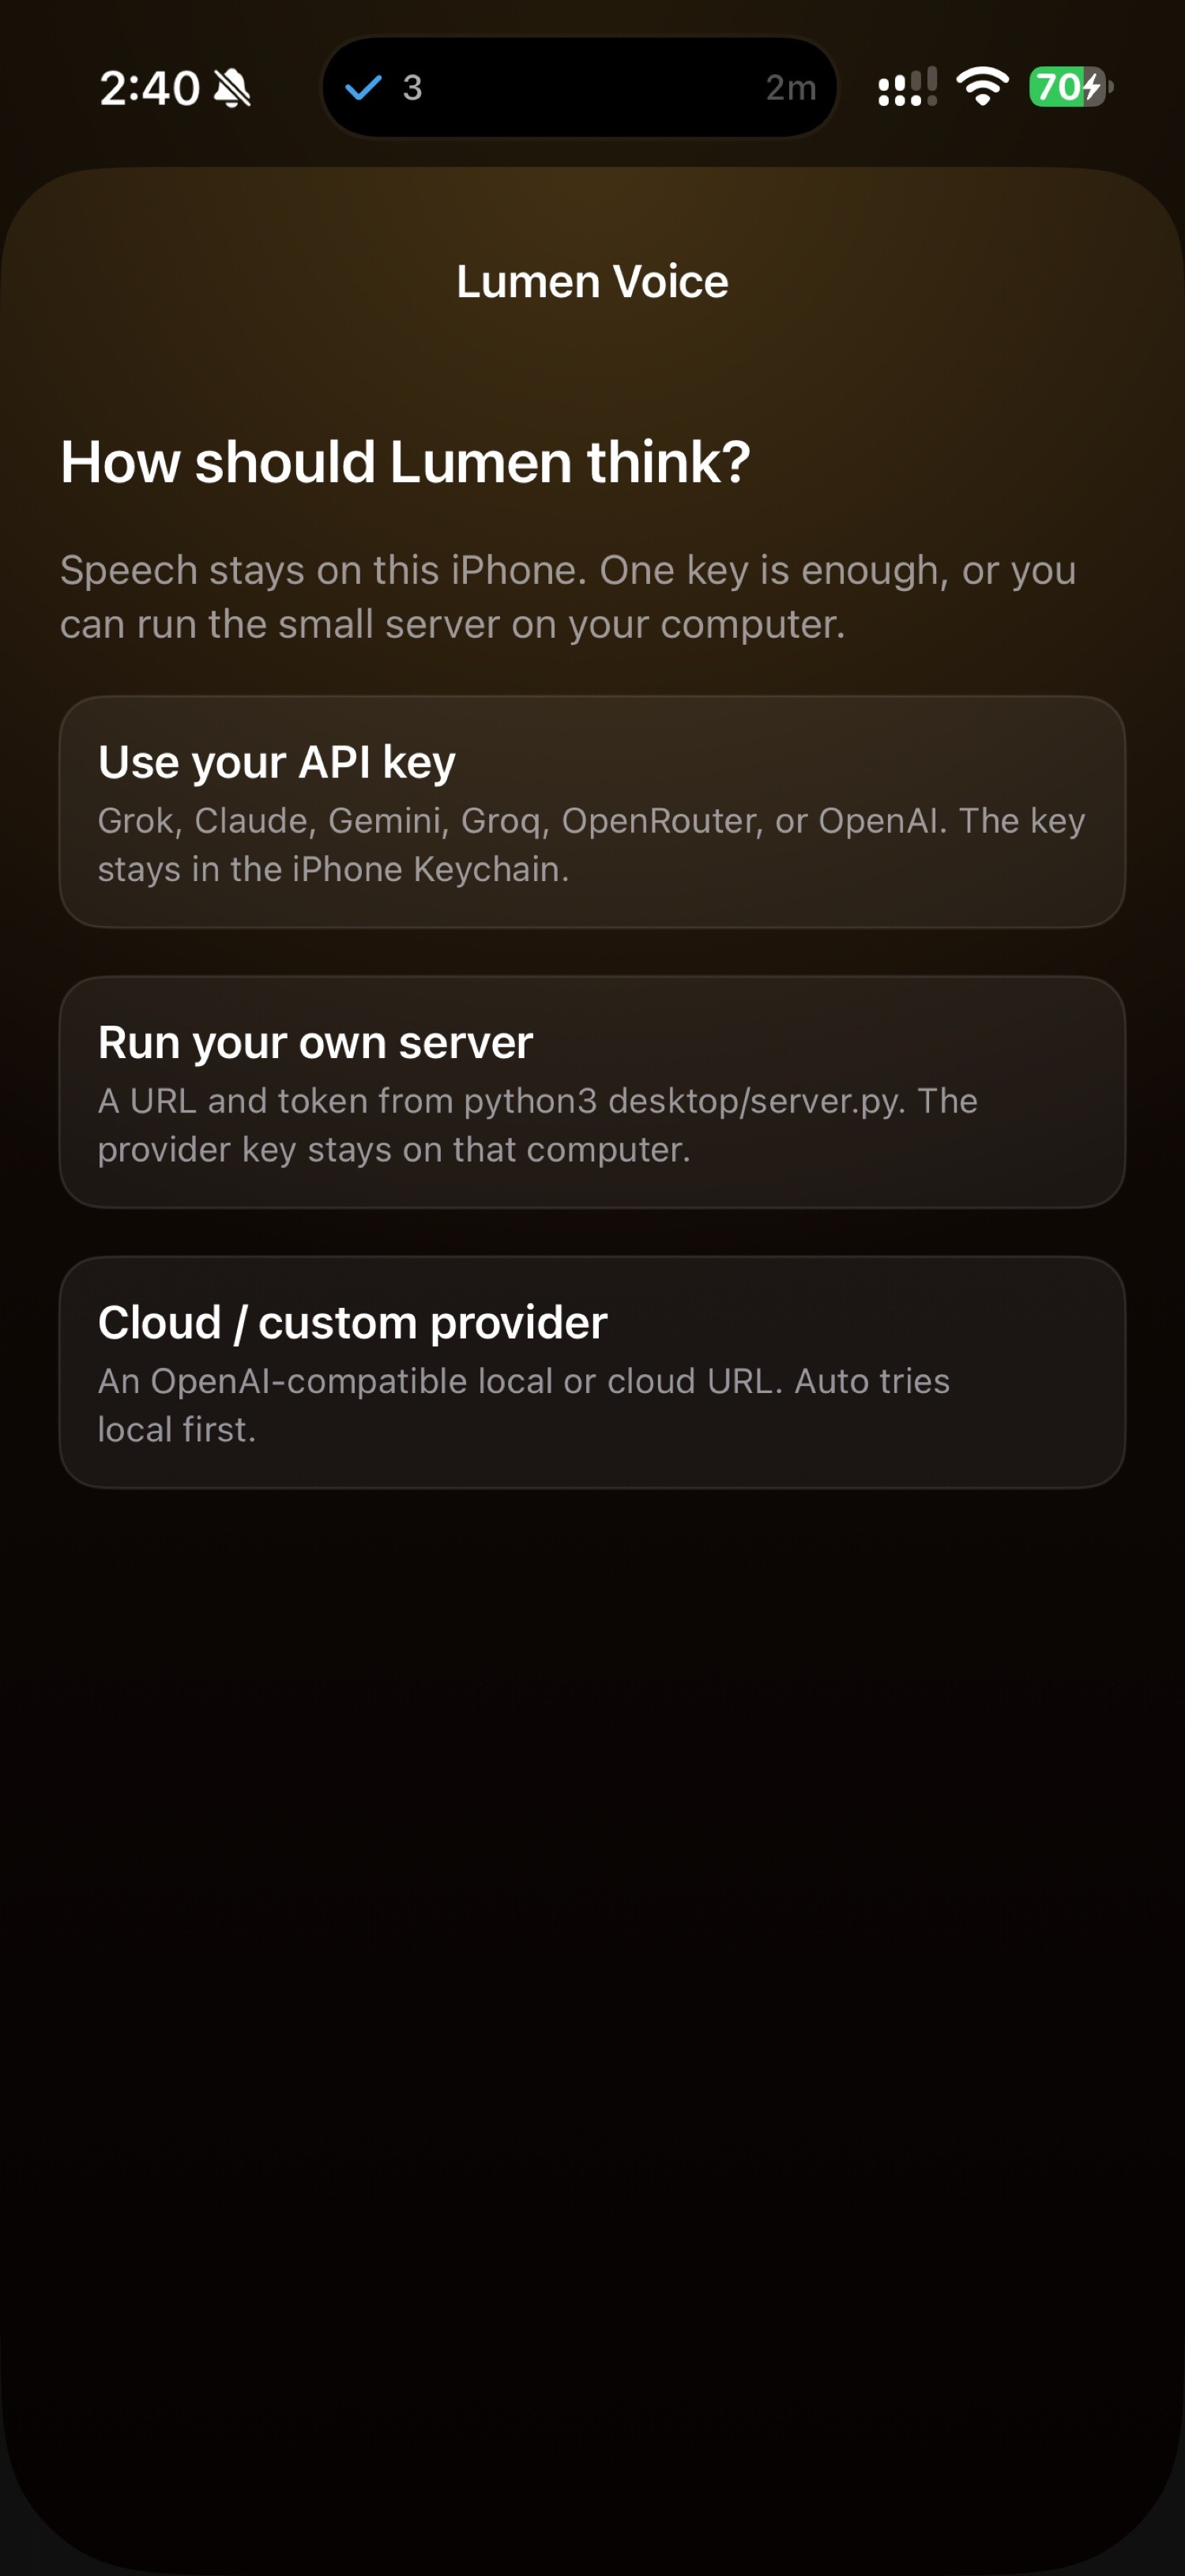 2:40
3
2m
70
Lumen Voice
How should Lumen think?
Speech stays on this iPhone. One key is enough, or you
can run the small server on your computer.
Use your API key
Grok, Claude, Gemini, Groq, OpenRouter, or OpenAI. The key
stays in the iPhone Keychain.
Run your own server
A URL and token from python3 desktop/server.py. The
provider key stays on that computer.
Cloud / custom provider
An OpenAI-compatible local or cloud URL. Auto tries
local first.